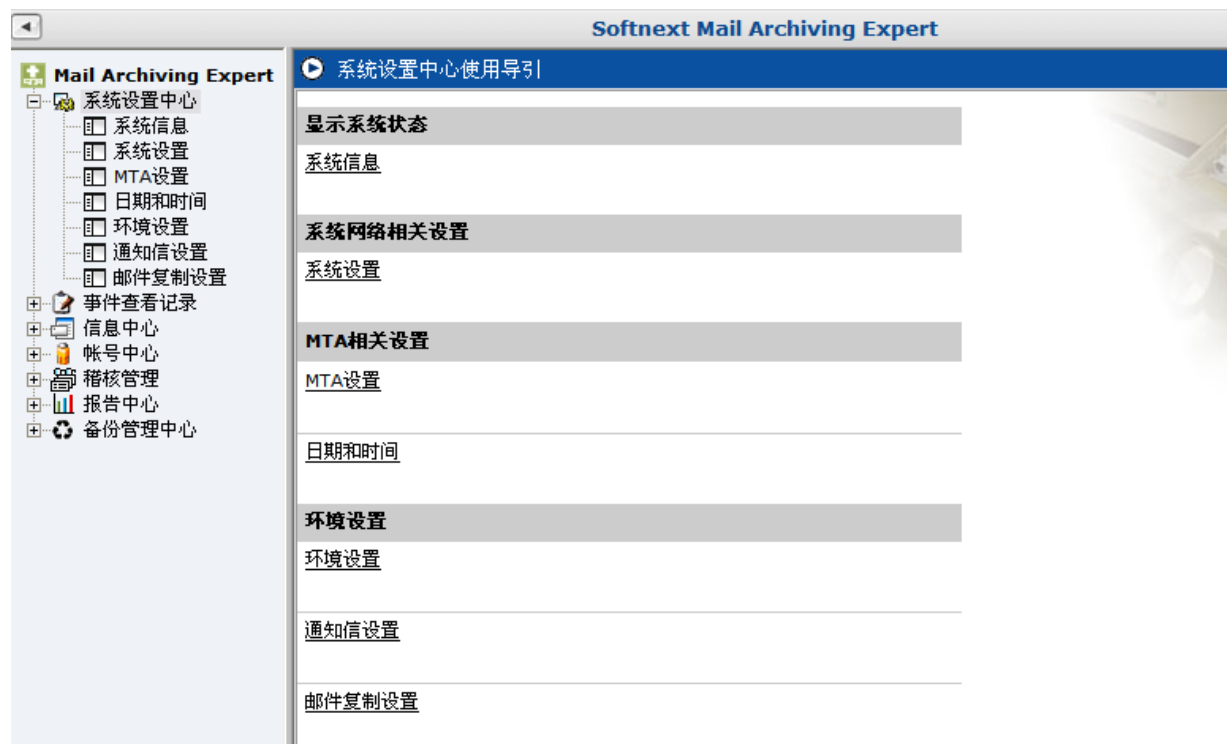 Softnext Mail Archiving Expert
Mail Archiving Expert
系统设置中心
系统信息
系统设置
MTA设置
日期和时间
环境设置
通知信设置
邮件复制设置
事件查看记录
信息中心
帐号中心
稽核管理
报告中心
备份管理中心
系统设置中心使用导引
显示系统状态
系统信息
系统网络相关设置
系统设置
MTA相关设置
MTA设置
日期和时间
环境设置
环境设置
通知信设置
邮件复制设置